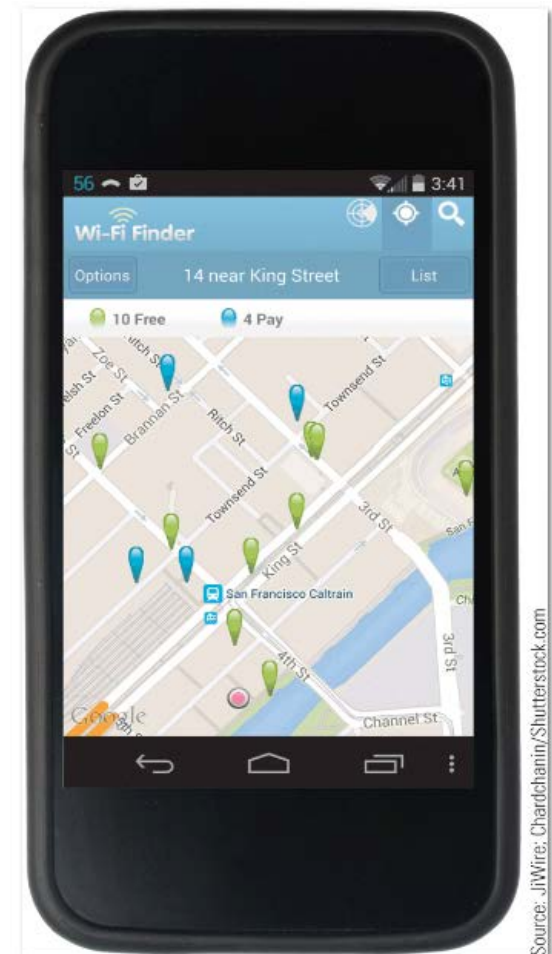 56 3:41
Wi-Fi Finder
Options 14 near King Street List
10 Free 4 Pay
Zoe St
Ritch St
Freelon St
Brannan St
Ritch St
Townsend St
Townsend St
3rd St
King St
San Francisco Caltrain
3rd St
4th St
Google
Channel St
Source: JiWire; Chardchanin/Shutterstock.com